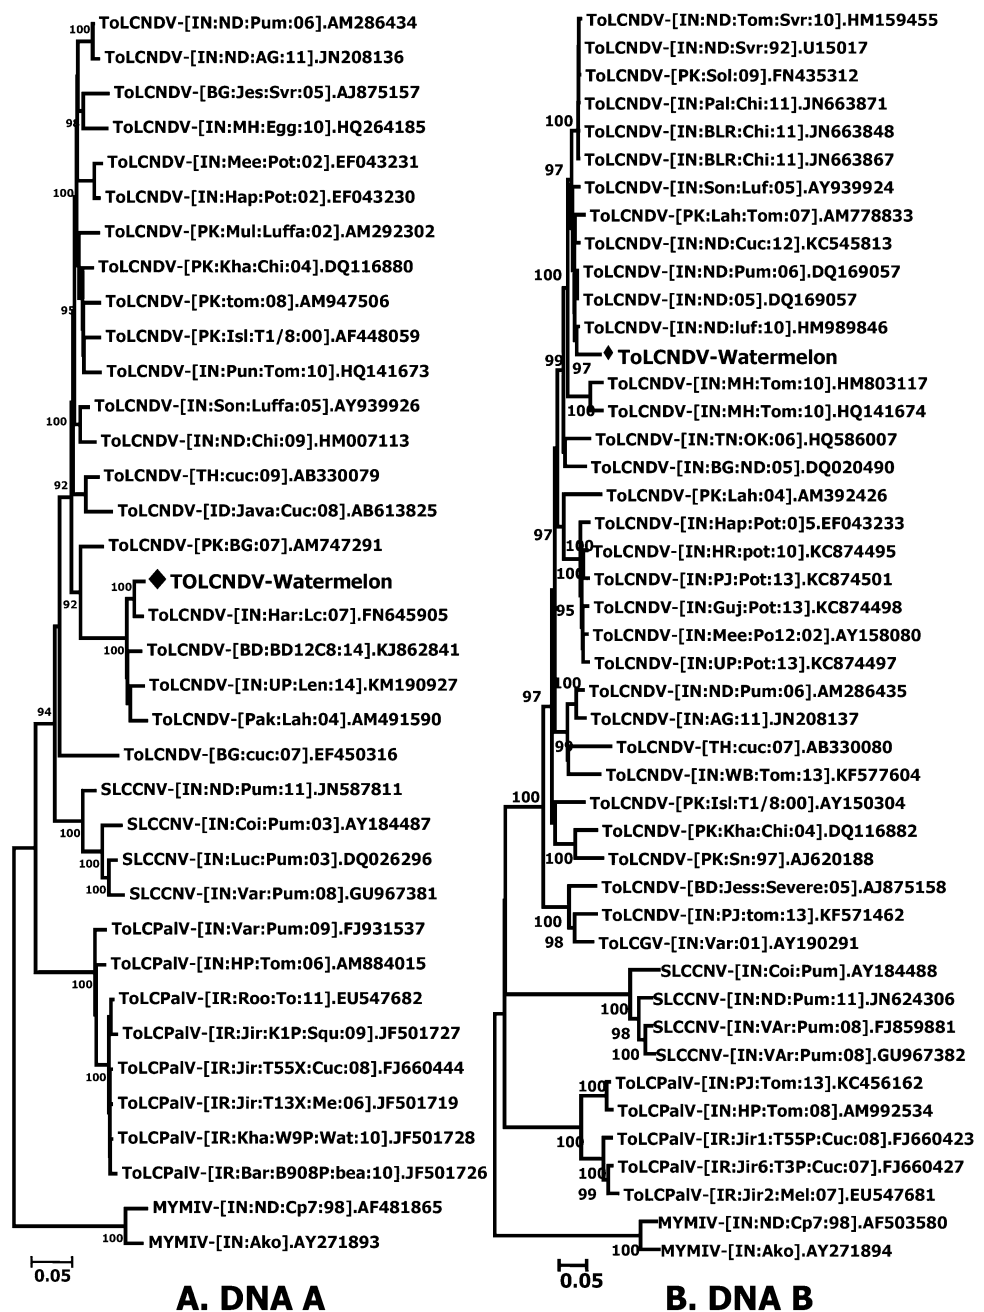 ToLCNDV-[IN:ND:Pum:06].AM286434
100
ToLCNDV-[IN:ND:AG:11].JN208136
ToLCNDV-[BG:Jes:Svr:05].AJ875157
98
ToLCNDV-[IN:MH:Egg:10].HQ264185
ToLCNDV-[IN:Mee:Pot:02].EF043231
100
ToLCNDV-[IN:Hap:Pot:02].EF043230
ToLCNDV-[PK:Mul:Luffa:02].AM292302
ToLCNDV-[PK:Kha:Chi:04].DQ116880
ToLCNDV-[PK:tom:08].AM947506
95
ToLCNDV-[PK:Isl:T1/8:00].AF448059
ToLCNDV-[IN:Pun:Tom:10].HQ141673
ToLCNDV-[IN:Son:Luffa:05].AY939926
100
ToLCNDV-[IN:ND:Chi:09].HM007113
ToLCNDV-[TH:cuc:09].AB330079
92
ToLCNDV-[ID:Java:Cuc:08].AB613825
ToLCNDV-[PK:BG:07].AM747291
TOLCNDV-Watermelon
100
92
ToLCNDV-[IN:Har:Lc:07].FN645905
ToLCNDV-[BD:BD12C8:14].KJ862841
100
ToLCNDV-[IN:UP:Len:14].KM190927
ToLCNDV-[Pak:Lah:04].AM491590
94
ToLCNDV-[BG:cuc:07].EF450316
SLCCNV-[IN:ND:Pum:11].JN587811
SLCCNV-[IN:Coi:Pum:03].AY184487
100
SLCCNV-[IN:Luc:Pum:03].DQ026296
100
SLCCNV-[IN:Var:Pum:08].GU967381
100
ToLCPalV-[IN:Var:Pum:09].FJ931537
ToLCPalV-[IN:HP:Tom:06].AM884015
100
ToLCPalV-[IR:Roo:To:11].EU547682
ToLCPalV-[IR:Jir:K1P:Squ:09].JF501727
ToLCPalV-[IR:Jir:T55X:Cuc:08].FJ660444
100
ToLCPalV-[IR:Jir:T13X:Me:06].JF501719
ToLCPalV-[IR:Kha:W9P:Wat:10].JF501728
ToLCPalV-[IR:Bar:B908P:bea:10].JF501726
MYMIV-[IN:ND:Cp7:98].AF481865
100
MYMIV-[IN:Ako].AY271893
0.05
A. DNA A
ToLCNDV-[IN:ND:Tom:Svr:10].HM159455
ToLCNDV-[IN:ND:Svr:92].U15017
ToLCNDV-[PK:Sol:09].FN435312
ToLCNDV-[IN:Pal:Chi:11].JN663871
100
ToLCNDV-[IN:BLR:Chi:11].JN663848
ToLCNDV-[IN:BLR:Chi:11].JN663867
97
ToLCNDV-[IN:Son:Luf:05].AY939924
ToLCNDV-[PK:Lah:Tom:07].AM778833
ToLCNDV-[IN:ND:Cuc:12].KC545813
100
ToLCNDV-[IN:ND:Pum:06].DQ169057
ToLCNDV-[IN:ND:05].DQ169057
ToLCNDV-[IN:ND:luf:10].HM989846
99
ToLCNDV-Watermelon
97
ToLCNDV-[IN:MH:Tom:10].HM803117
100
ToLCNDV-[IN:MH:Tom:10].HQ141674
ToLCNDV-[IN:TN:OK:06].HQ586007
ToLCNDV-[IN:BG:ND:05].DQ020490
ToLCNDV-[PK:Lah:04].AM392426
97
ToLCNDV-[IN:Hap:Pot:0]5.EF043233
100
ToLCNDV-[IN:HR:pot:10].KC874495
100
ToLCNDV-[IN:PJ:Pot:13].KC874501
95
ToLCNDV-[IN:Guj:Pot:13].KC874498
ToLCNDV-[IN:Mee:Po12:02].AY158080
ToLCNDV-[IN:UP:Pot:13].KC874497
100
97
ToLCNDV-[IN:ND:Pum:06].AM286435
ToLCNDV-[IN:AG:11].JN208137
99
ToLCNDV-[TH:cuc:07].AB330080
ToLCNDV-[IN:WB:Tom:13].KF577604
100
ToLCNDV-[PK:Isl:T1/8:00].AY150304
ToLCNDV-[PK:Kha:Chi:04].DQ116882
100
ToLCNDV-[PK:Sn:97].AJ620188
ToLCNDV-[BD:Jess:Severe:05].AJ875158
100
ToLCNDV-[IN:PJ:tom:13].KF571462
98
ToLCGV-[IN:Var:01].AY190291
SLCCNV-[IN:Coi:Pum].AY184488
100
SLCCNV-[IN:ND:Pum:11].JN624306
98
SLCCNV-[IN:VAr:Pum:08].FJ859881
100
SLCCNV-[IN:VAr:Pum:08].GU967382
100
ToLCPalV-[IN:PJ:Tom:13].KC456162
ToLCPalV-[IN:HP:Tom:08].AM992534
100
ToLCPalV-[IR:Jir1:T55P:Cuc:08].FJ660423
100
ToLCPalV-[IR:Jir6:T3P:Cuc:07].FJ660427
99
ToLCPalV-[IR:Jir2:Mel:07].EU547681
MYMIV-[IN:ND:Cp7:98].AF503580
100
MYMIV-[IN:Ako].AY271894
0.05
B. DNA B